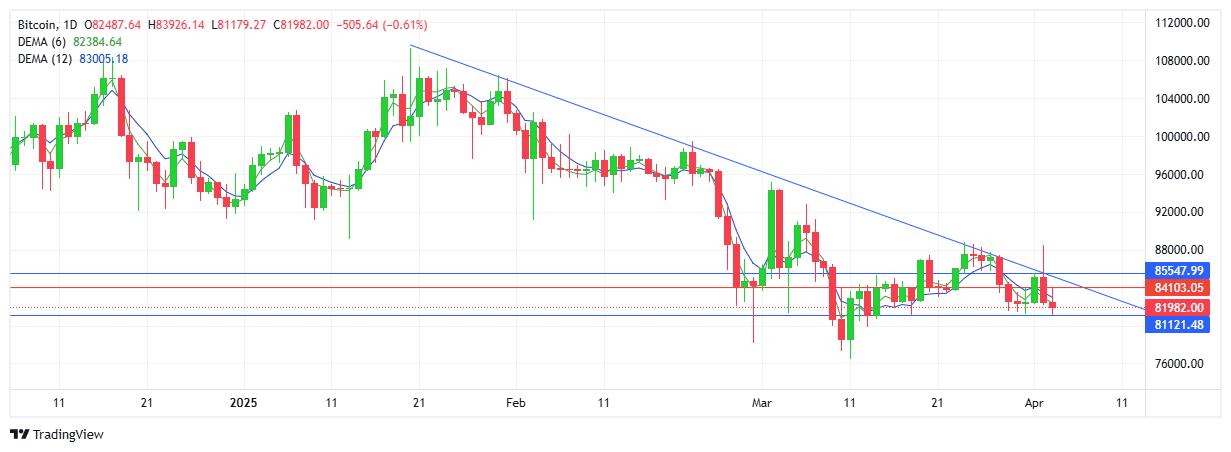 Bitcoin, 1D O82487.64 H83926.14 L81179.27 C81982.00 −505.64 (−0.61%)
DEMA (6) 82384.64
DEMA (12) 83005.18
112000.00
108000.00
104000.00
100000.00
96000.00
92000.00
88000.00
85547.99
84103.05
81982.00
81121.48
76000.00
11 21 2025 11 21 Feb 11 Mar 11 21 Apr 11
TradingView